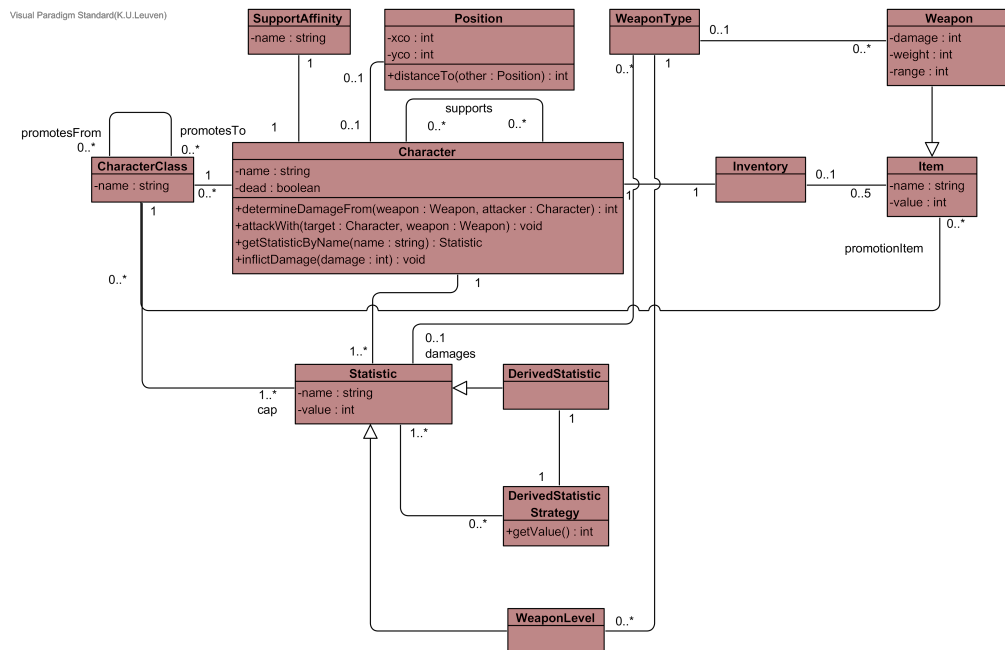 Visual Paradigm Standard(K.U.Leuven)
SupportAffinity
-name : string
1
1
Position
-xco : int
-yco : int
+distanceTo(other : Position) : int
0..1
0..1
WeaponType
0..1
0..*
0..*
1
Weapon
-damage : int
-weight : int
-range : int
supports
0..*
0..*
promotesFrom
0..*
promotesTo
0..*
CharacterClass
-name : string
1
0..*
1
Character
-name : string
-dead : boolean
+determineDamageFrom(weapon : Weapon, attacker : Character) : int
+attackWith(target : Character, weapon : Weapon) : void
+getStatisticByName(name : string) : Statistic
+inflictDamage(damage : int) : void
1
1
Inventory
0..1
0..5
Item
-name : string
-value : int
0..*
promotionItem
0..*
1
1..*
0..1
damages
1..*
cap
Statistic
-name : string
-value : int
1..*
DerivedStatistic
1
1
0..*
DerivedStatistic
Strategy
+getValue() : int
WeaponLevel
0..*